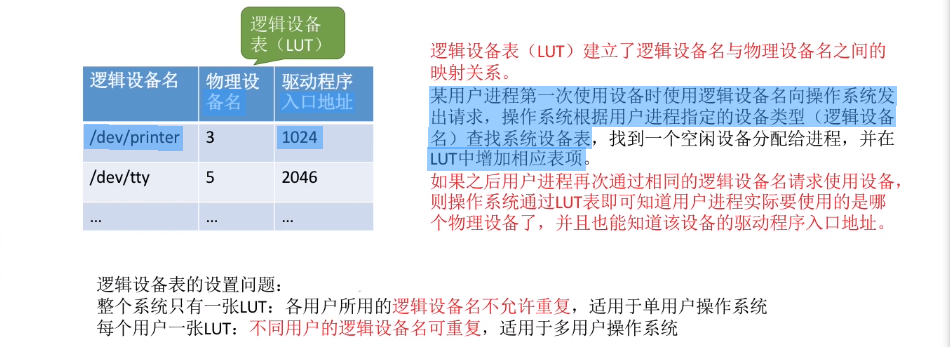 逻辑设备
表（LUT）
逻辑设备名 物理设备名 驱动程序入口地址
/dev/printer 3 1024
/dev/tty 5 2046
... ... ...
逻辑设备表（LUT）建立了逻辑设备名与物理设备名之间的
映射关系。
某用户进程第一次使用设备时使用逻辑设备名向操作系统发
出请求，操作系统根据用户进程指定的设备类型（逻辑设备
名）查找系统设备表，找到一个空闲设备分配给进程，并在
LUT中增加相应表项。
如果之后用户进程再次通过相同的逻辑设备名请求使用设备，
则操作系统通过LUT表即可知道用户进程实际要使用的是哪
个物理设备了，并且也能知道该设备的驱动程序入口地址。
逻辑设备表的设置问题：
整个系统只有一张LUT：各用户所用的逻辑设备名不允许重复，适用于单用户操作系统
每个用户一张LUT：不同用户的逻辑设备名可重复，适用于多用户操作系统